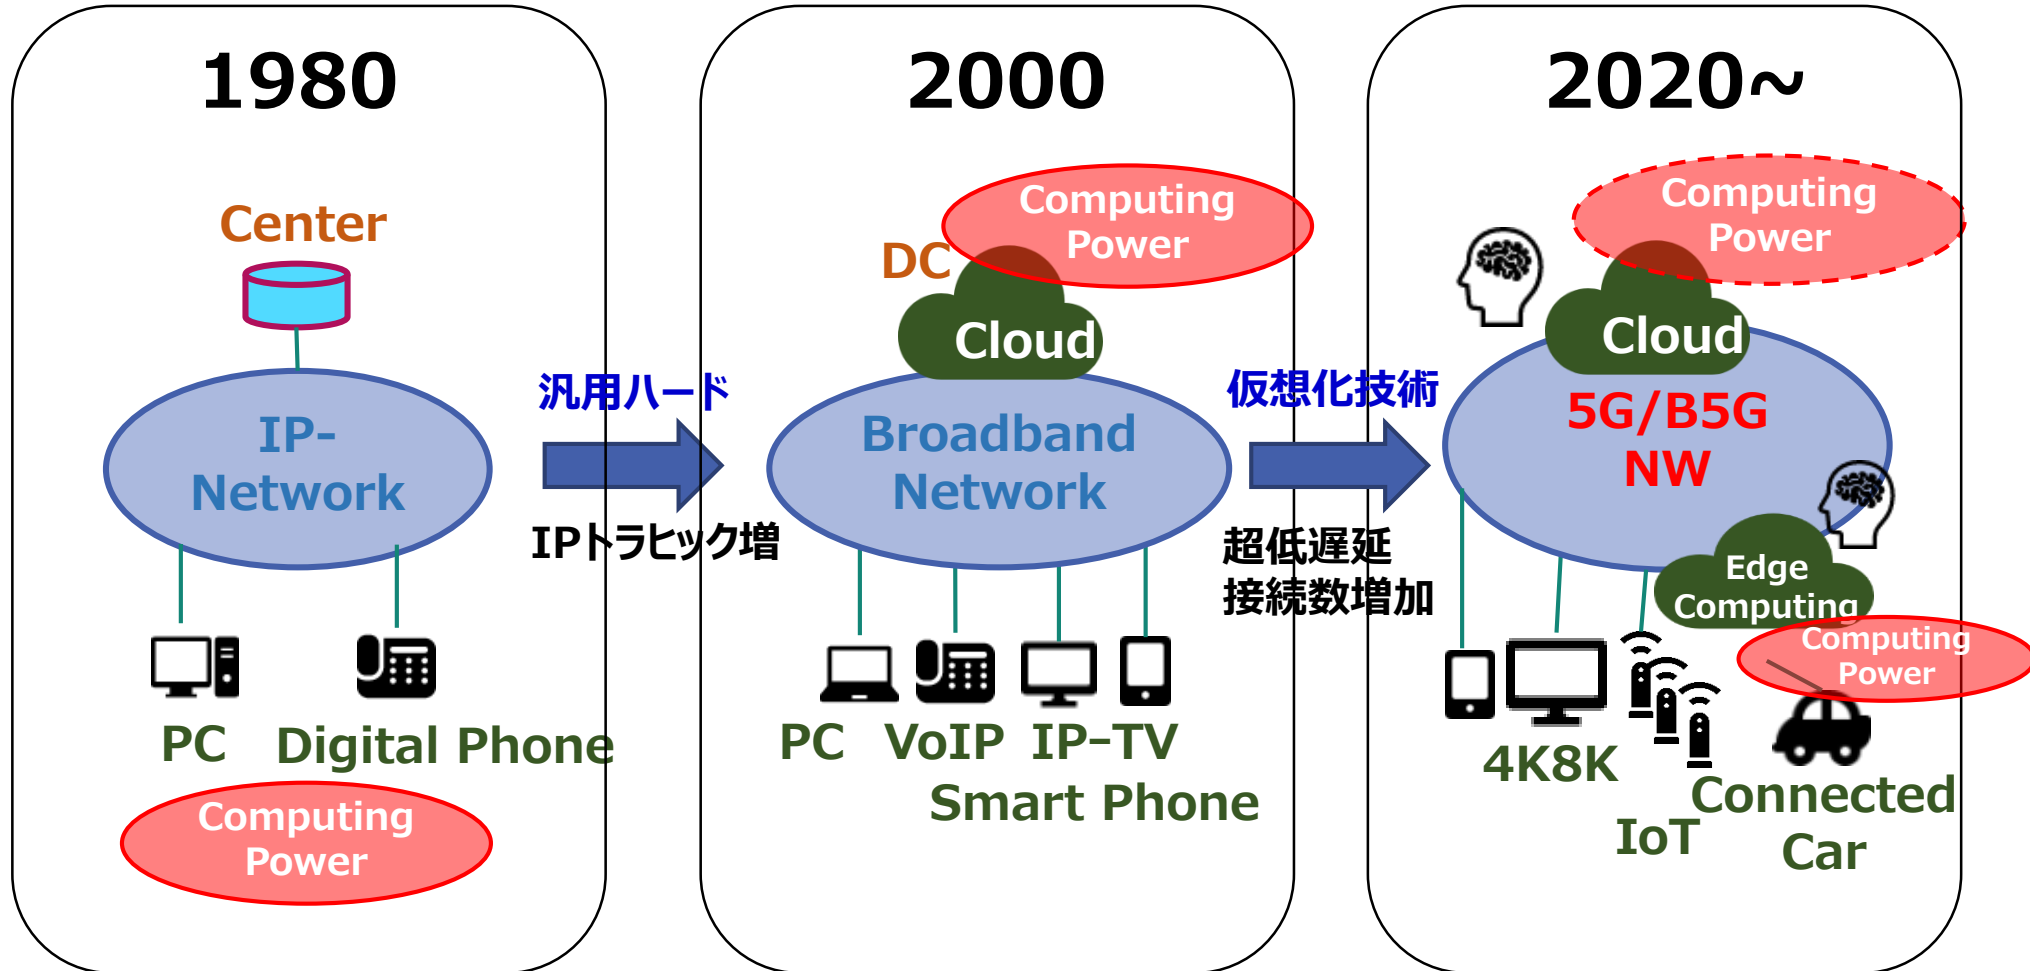 1980
Center
IP-
Network
PC
Digital Phone
Computing
Power
汎用ハード
IPトラヒック増
2000
Computing
Power
DC
Cloud
Broadband
Network
PC
VoIP
IP-TV
Smart Phone
仮想化技術
超低遅延
接続数増加
2020~
Computing
Power
Cloud
5G/B5G
NW
Edge
Computing
Computing
Power
4K8K
IoT
Connected
Car